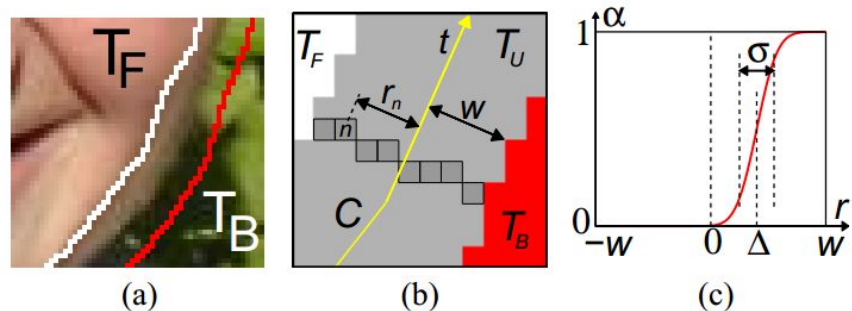 T_F
T_B
(a)
T_F
t
T_U
r_n
n
w
C
T_B
(b)
1
α
σ
0
r
−w
0
Δ
w
(c)